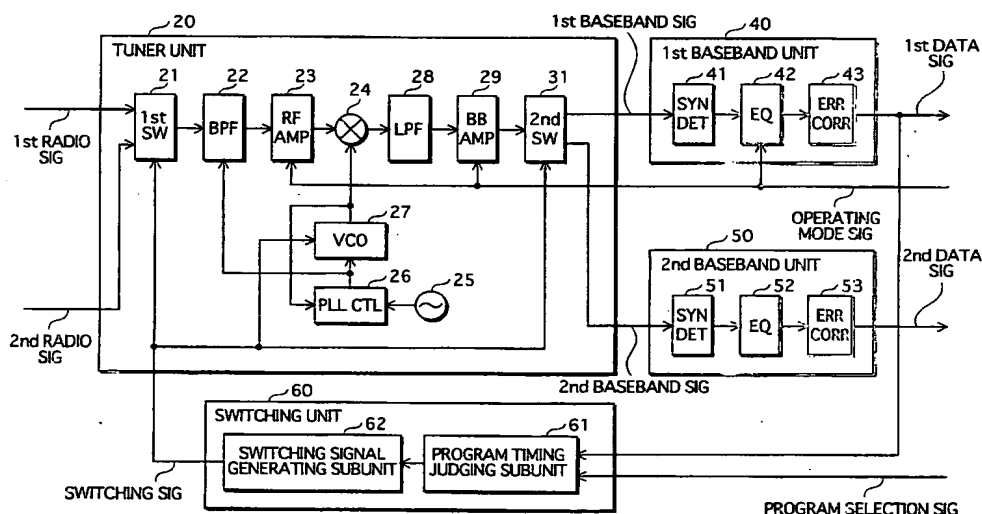 20
TUNER UNIT
21
1st
SW
22
BPF
23
RF
AMP
24
28
LPF
29
BB
AMP
31
2nd
SW
27
VCO
26
PLL CTL
25
1st RADIO
SIG
2nd RADIO
SIG
1st BASEBAND SIG
40
1st BASEBAND UNIT
41
SYN
DET
42
EQ
43
ERR
CORR
1st DATA
SIG
OPERATING
MODE SIG
50
2nd BASEBAND UNIT
51
SYN
DET
52
EQ
53
ERR
CORR
2nd DATA
SIG
2nd BASEBAND SIG
60
SWITCHING UNIT
62
SWITCHING SIGNAL
GENERATING SUBUNIT
61
PROGRAM TIMING
JUDGING SUBUNIT
SWITCHING SIG
PROGRAM SELECTION SIG